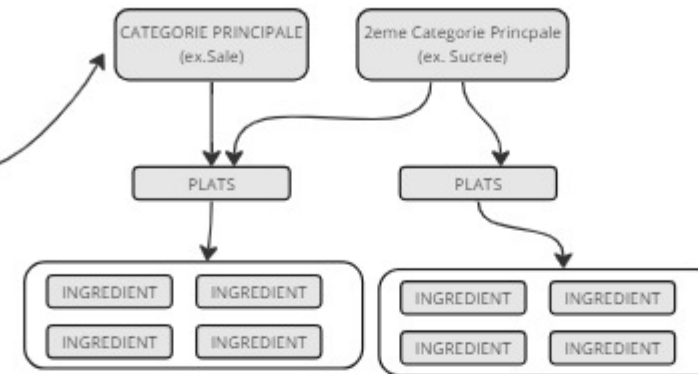 CATEGORIE PRINCIPALE
(ex.Sale)
2eme Categorie Princpale
(ex. Sucree)
PLATS
PLATS
INGREDIENT
INGREDIENT
INGREDIENT
INGREDIENT
INGREDIENT
INGREDIENT
INGREDIENT
INGREDIENT